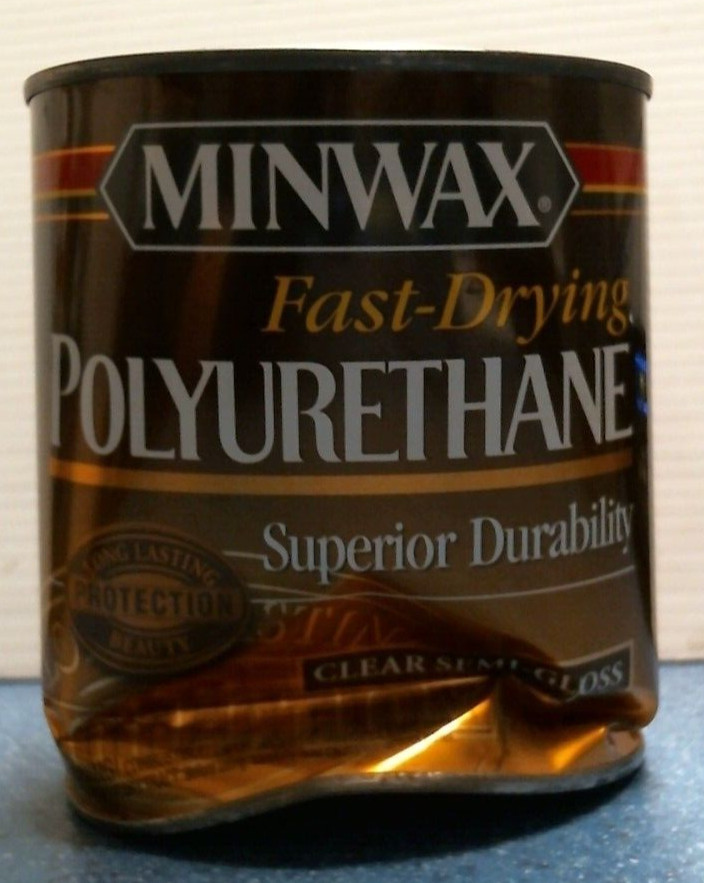 MINWAX®
Fast-Drying
POLYURETHANE
Superior Durability
LONG LASTING
PROTECTION
BEAUTY
CLEAR SEMI-GLOSS